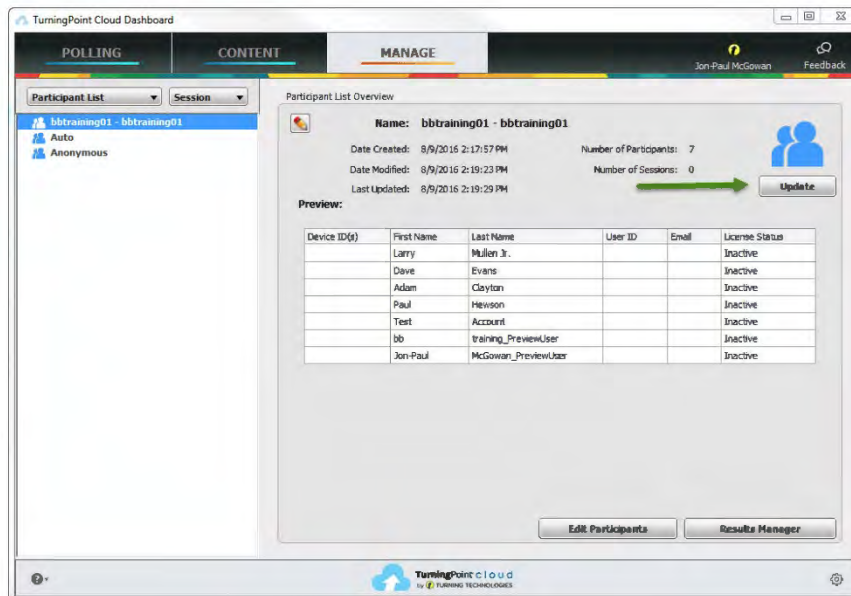 TurningPoint Cloud Dashboard
POLLING CONTENT MANAGE
Jon-Paul McGowan Feedback
Participant List Session
bbtraining01 - bbtraining01
Auto
Anonymous
Participant List Overview
Name: bbtraining01 - bbtraining01
Date Created: 8/9/2016 2:17:57 PM Number of Participants: 7
Date Modified: 8/9/2016 2:19:23 PM Number of Sessions: 0
Last Updated: 8/9/2016 2:19:29 PM
Update
Preview:
Device ID(s) First Name Last Name User ID Email License Status
Larry Mullen Jr. Inactive
Dave Evans Inactive
Adam Clayton Inactive
Paul Hewson Inactive
Test Account Inactive
bb training_PreviewUser Inactive
Jon-Paul McGowan_PreviewUser Inactive
Edit Participants Results Manager
TurningPoint cloud
by TURNING TECHNOLOGIES